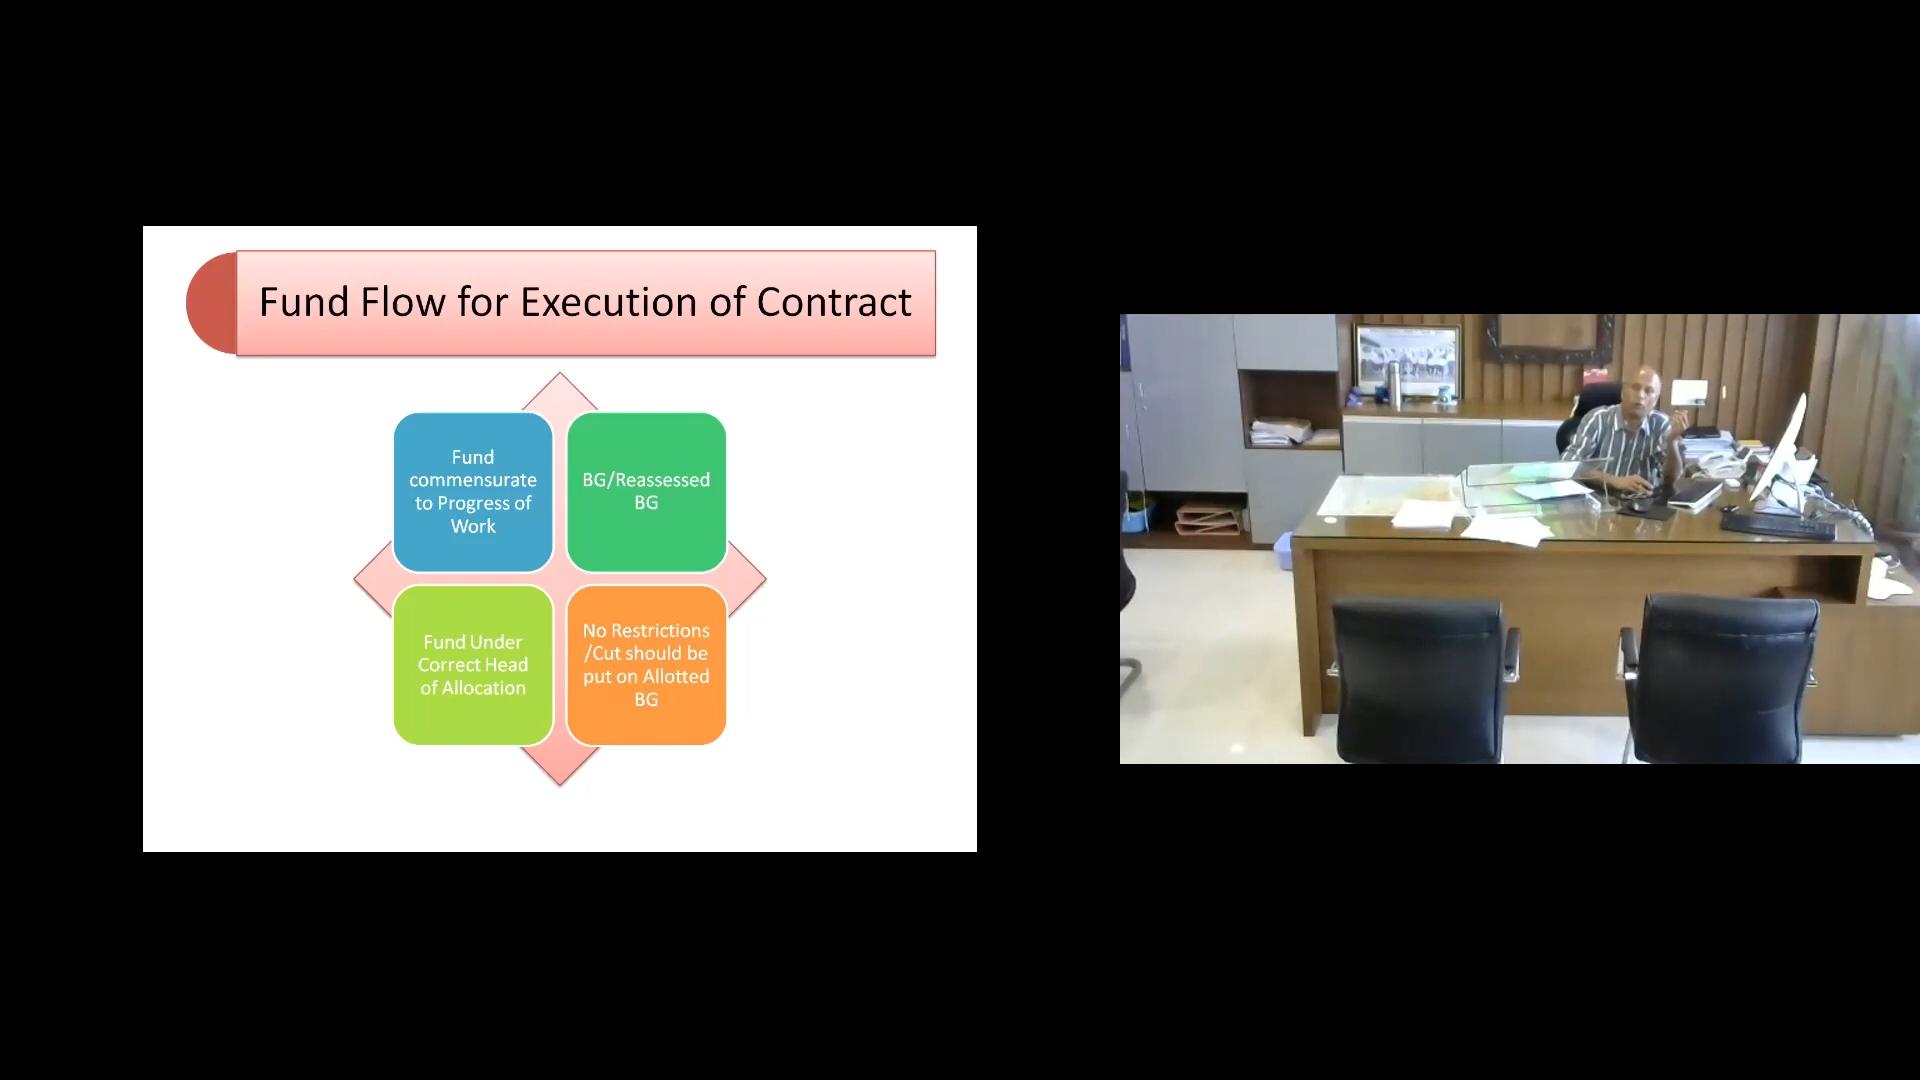 Fund Flow for Execution of Contract
Fund
commensurate
to Progress of
Work
BG/Reassessed
BG
Fund Under
Correct Head
of Allocation
No Restrictions
/Cut should be
put on Allotted
BG